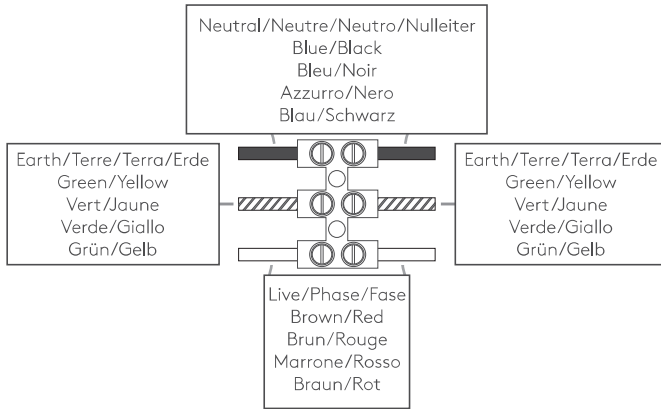 Neutral/Neutre/Neutro/Nulleiter
Blue/Black
Bleu/Noir
Azzurro/Nero
Blau/Schwarz
Earth/Terre/Terra/Erde
Green/Yellow
Vert/Jaune
Verde/Giallo
Grün/Gelb
Earth/Terre/Terra/Erde
Green/Yellow
Vert/Jaune
Verde/Giallo
Grün/Gelb
Live/Phase/Fase
Brown/Red
Brun/Rouge
Marrone/Rosso
Braun/Rot